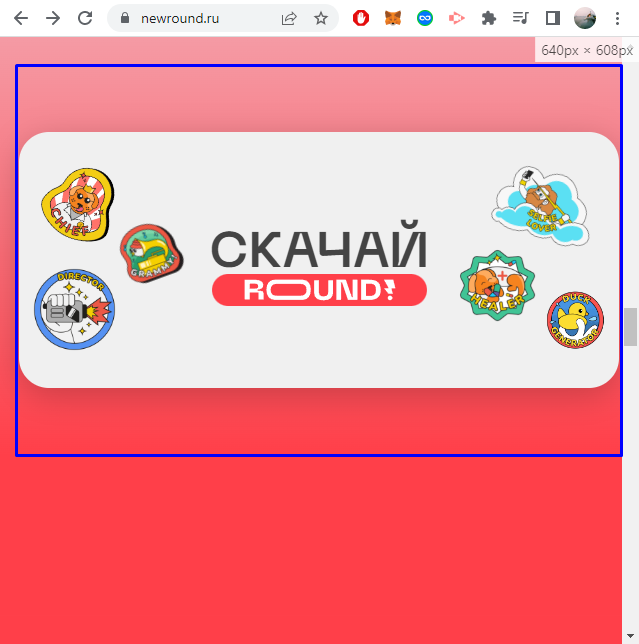 newround.ru
640px × 608px
CHIEF
GRAMMY!
DIRECTOR
СКАЧАЙ
ROUND!
SELFIE
LOVER
HEALER
DUCK
GENERATOR